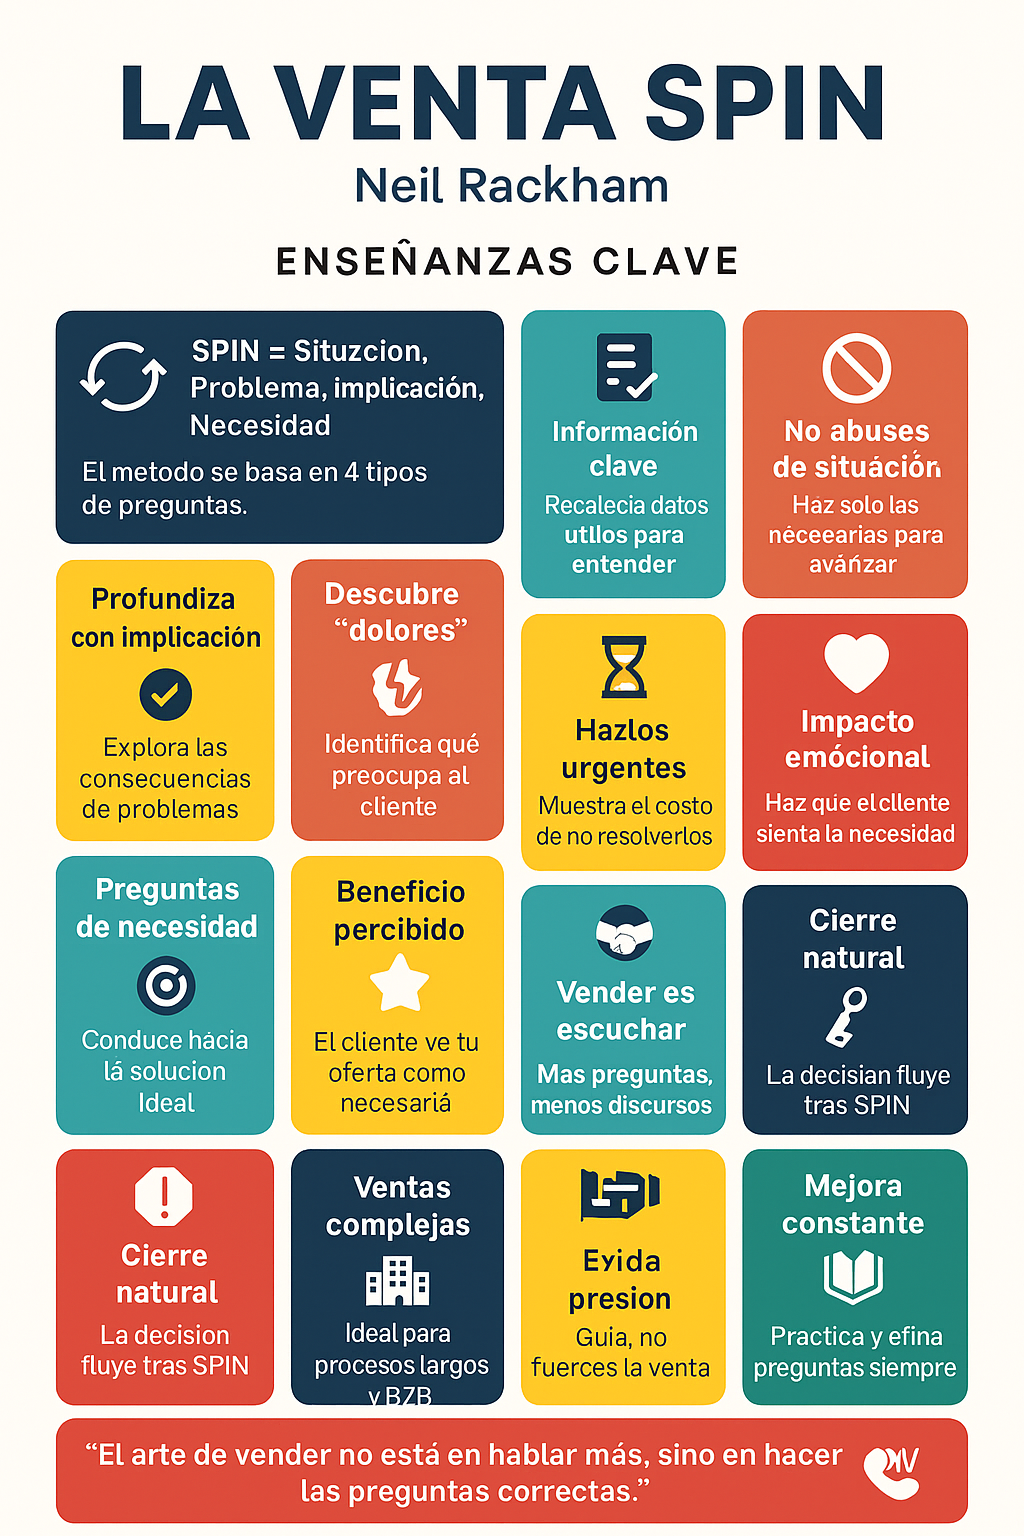 LA VENTA SPIN
Neil Rackham
ENSEÑANZAS CLAVE
SPIN = Situzcion,
Problema, implicación,
Necesidad
El metodo se basa en 4 tipos
de preguntas.
Información
clave
Recalecia datos
utllos para
entender
No abuses
de situáción
Haz solo las
néceearias para
aváńzar
Profundiza
con implicación
Explora las
consecuencias
de problemas
Descubre
“dolores”
Identifica qué
preocupa al
cliente
Hazlos
urgentes
Muestra el costo
de no resolverlos
Impacto
emócional
Haz que el cllente
sienta la necesidad
Preguntas
de necesidad
Conduce hácia
lá solucion
Ideal
Beneficio
percibido
El cliente ve tu
oferta como
necesariá
Vender es
escuchar
Mas preguntas,
menos discursos
Cierre
natural
La decisian fluye
tras SPIN
Cierre
natural
La decision
fluye tras SPIN
Ventas
complejas
Ideal para
procesos largos
y BZB
Eyida
presion
Guia, no
fuerces la venta
Mejora
constante
Practica y efina
preguntas siempre
“El arte de vender no está en hablar más, sino en hacer
las preguntas correctas.”